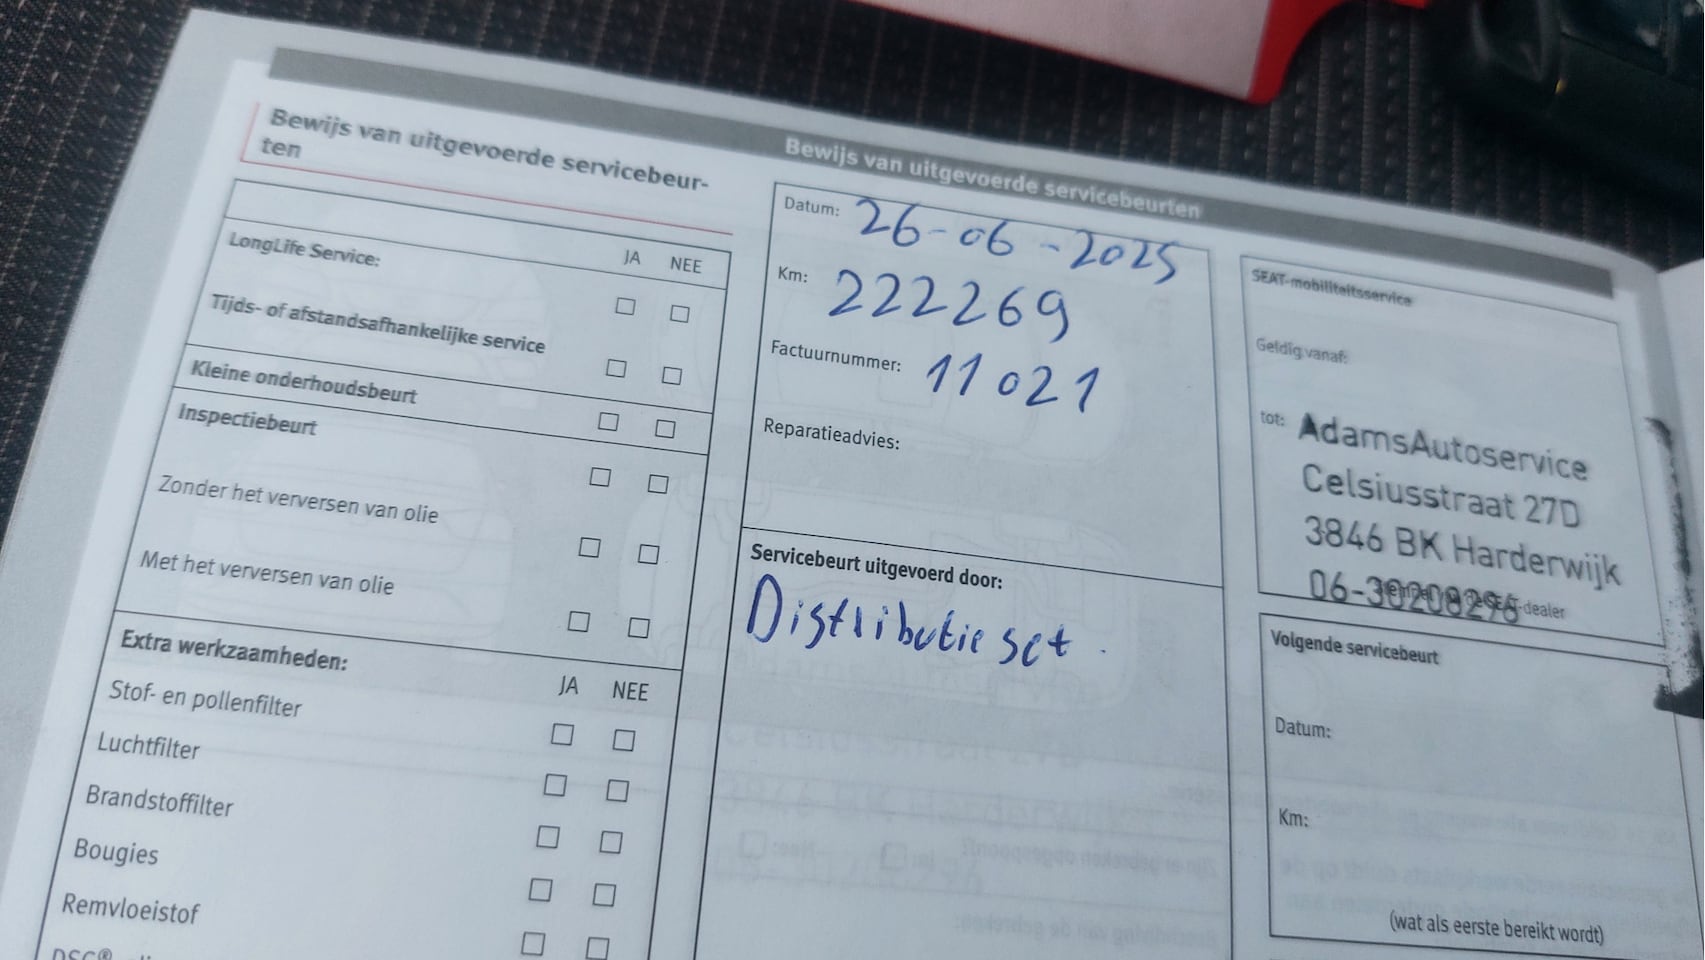 Bewijs van uitgevoerde servicebeurten
Bewijs van uitgevoerde servicebeur-
ten
JA NEE
LongLife Service:
Tijds- of afstandsafhankelijke service
Kleine onderhoudsbeurt
Inspectiebeurt
Zonder het verversen van olie
Met het verversen van olie
Extra werkzaamheden:
JA NEE
Stof- en pollenfilter
Luchtfilter
Brandstoffilter
Bougies
Remvloeistof
Datum: 26-06-2025
Km: 222269
Factuurnummer: 11021
Reparatieadvies:
Servicebeurt uitgevoerd door:
Distributie set
SEAT-mobiliteitsservice
Geldig vanaf:
tot:
AdamsAutoservice
Celsiusstraat 27D
3846 BK Harderwijk
06-30208296
-dealer
Volgende servicebeurt
Datum:
Km:
(wat als eerste bereikt wordt)